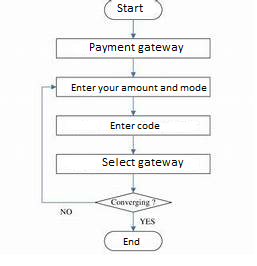 Start
Payment gateway
Enter your amount and mode
Enter code
Select gateway
Converging ?
NO
YES
End